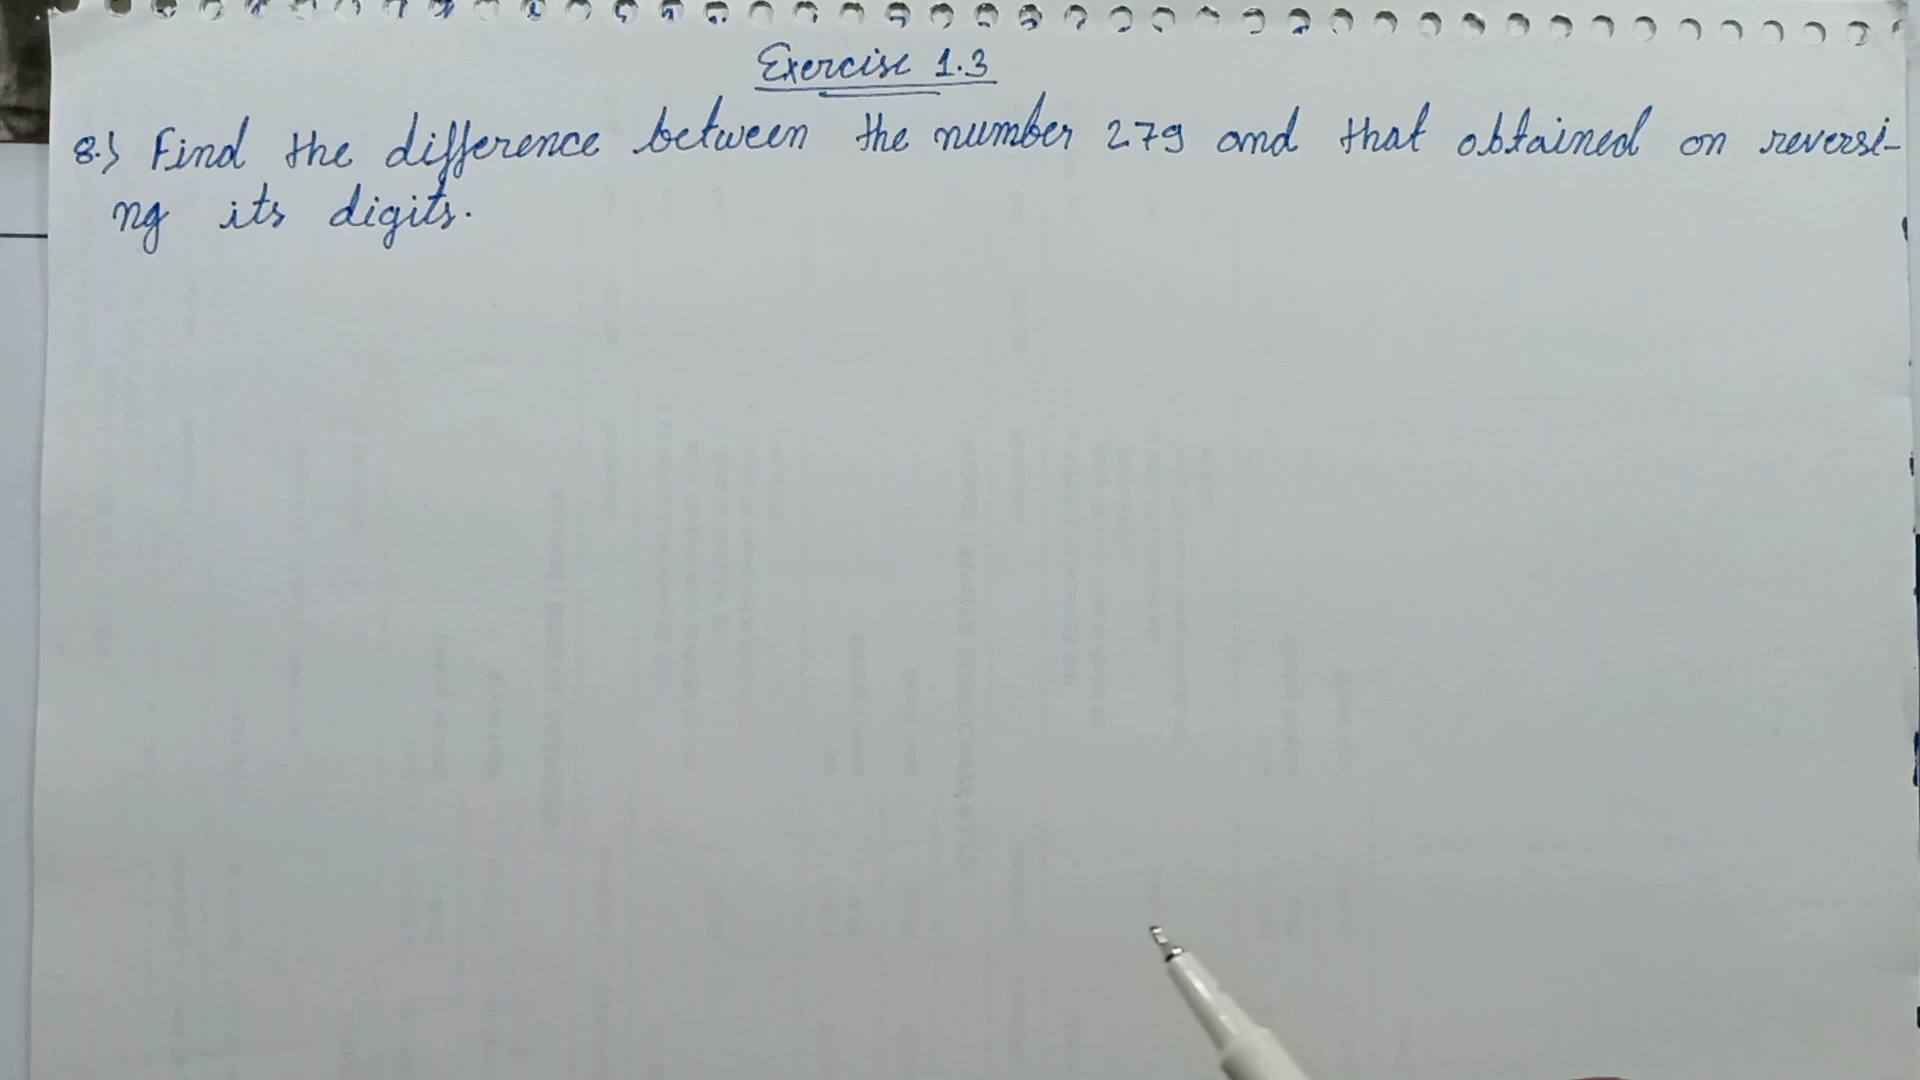 Exercise 1.3
8.) Find the difference between the number 279 and that obtained on reversi-
ng its digits.